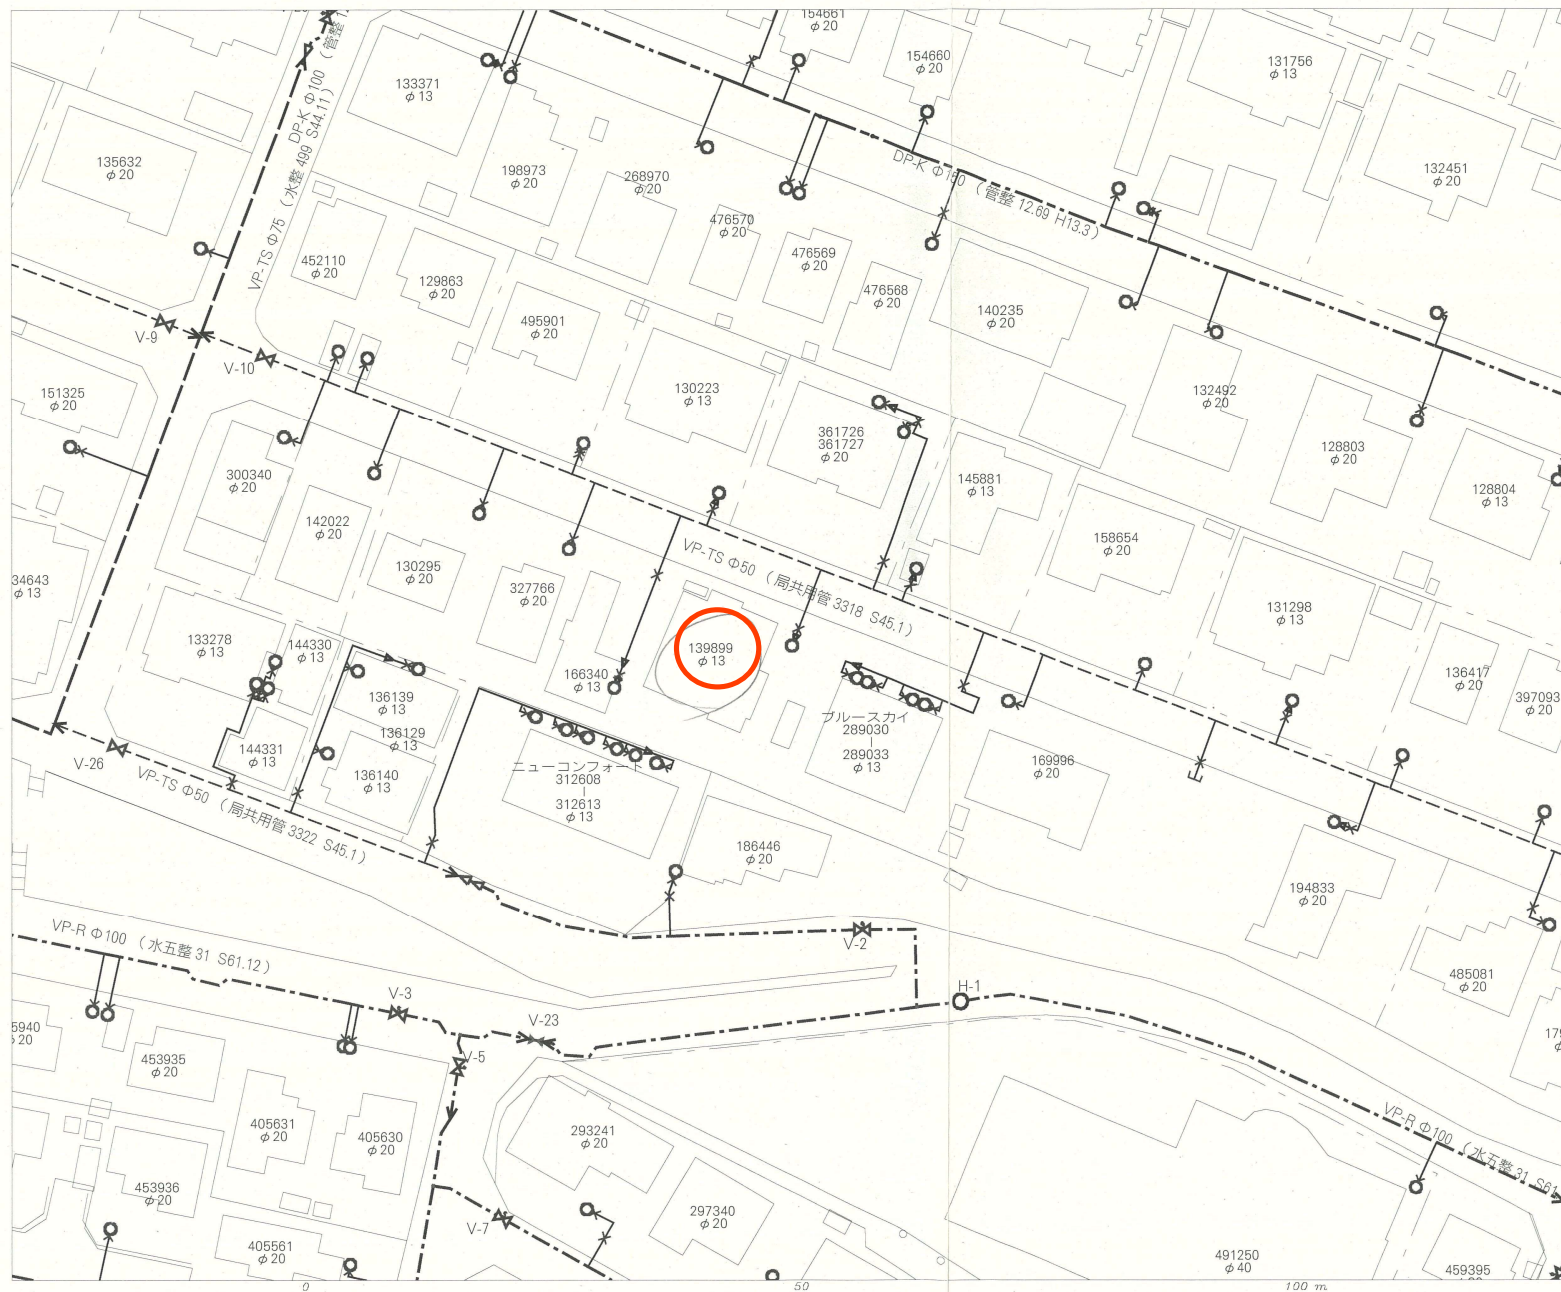 154661
φ20
154660
φ20
131756
φ13
133371
φ13
DP-K Φ100 （管整 1
VP-TS Φ75 （水整 499 S44.11）
135632
φ20
198973
φ20
268970
φ20
DP-K Φ150 （管整 12.69 H13.3）
132451
φ20
476570
φ20
476569
φ20
452110
φ20
129863
φ20
476568
φ20
140235
φ20
495901
φ20
V-9
V-10
151325
φ20
130223
φ13
132492
φ20
361726
361727
φ20
128803
φ20
300340
φ20
145881
φ13
128804
φ13
142022
φ20
VP-TS Φ50 （局共用管 3318 S45.1）
158654
φ20
130295
φ20
34643
φ13
327766
φ20
131298
φ13
133278
φ13
144330
φ13
139899
φ13
166340
φ13
136417
φ20
397093
φ20
136139
φ13
136129
φ13
ブルースカイ
289030
|
289033
φ13
144331
φ13
V-26
ニューコンフォート
312608
|
312613
φ13
169996
φ20
136140
φ13
VP-TS Φ50 （局共用管 3322 S45.1）
186446
φ20
194833
φ20
VP-R Φ100 （水五整 31 S61.12）
V-2
485081
φ20
V-3
H-1
V-23
5940
φ20
V-5
453935
φ20
179
φ
405631
φ20
405630
φ20
293241
φ20
VP-R Φ100 （水五整 31 S61.
453936
φ20
297340
φ20
V-7
405561
φ20
491250
φ40
459395
0
50
100 m